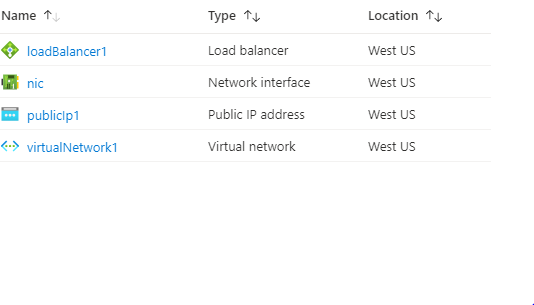 Name Type Location
loadBalancer1 Load balancer West US
nic Network interface West US
publicIp1 Public IP address West US
virtualNetwork1 Virtual network West US